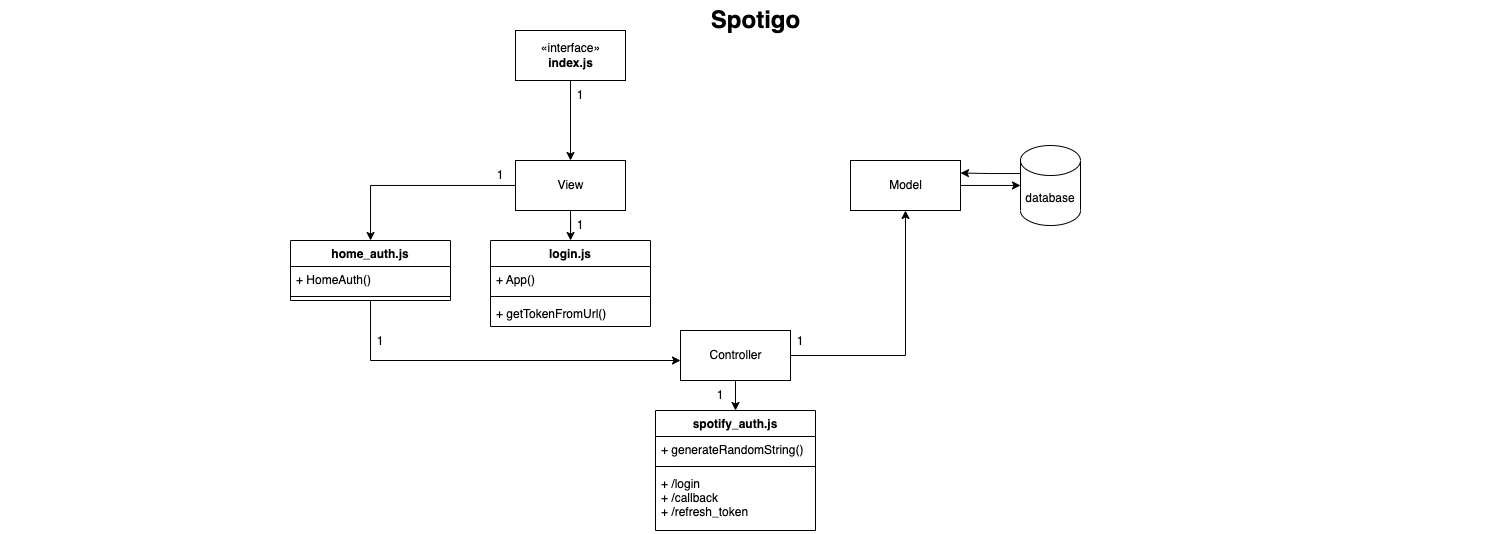 Spotigo
«interface»
index.js
1
View
1
1
home_auth.js
+ HomeAuth()
login.js
+ App()
+ getTokenFromUrl()
Model
database
1
Controller
1
1
spotify_auth.js
+ generateRandomString()
+ /login
+ /callback
+ /refresh_token